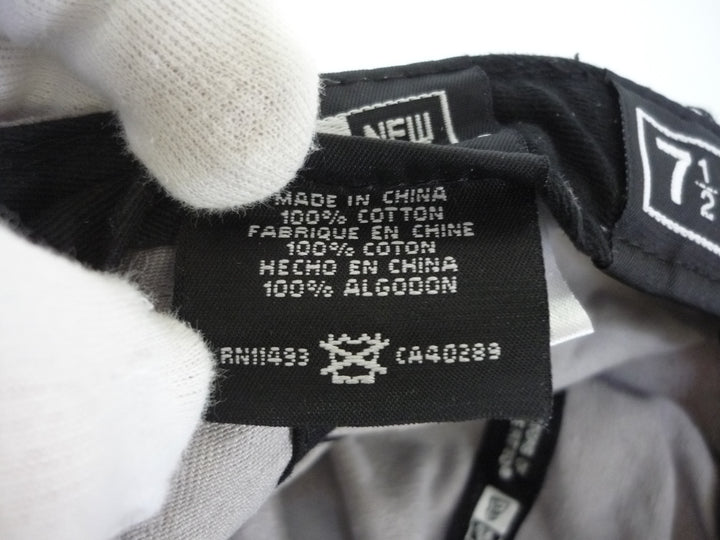 NEW
7 1/2
MADE IN CHINA
100% COTTON
FABRIQUE EN CHINE
100% COTON
HECHO EN CHINA
100% ALGODON
RN11493 CA40289